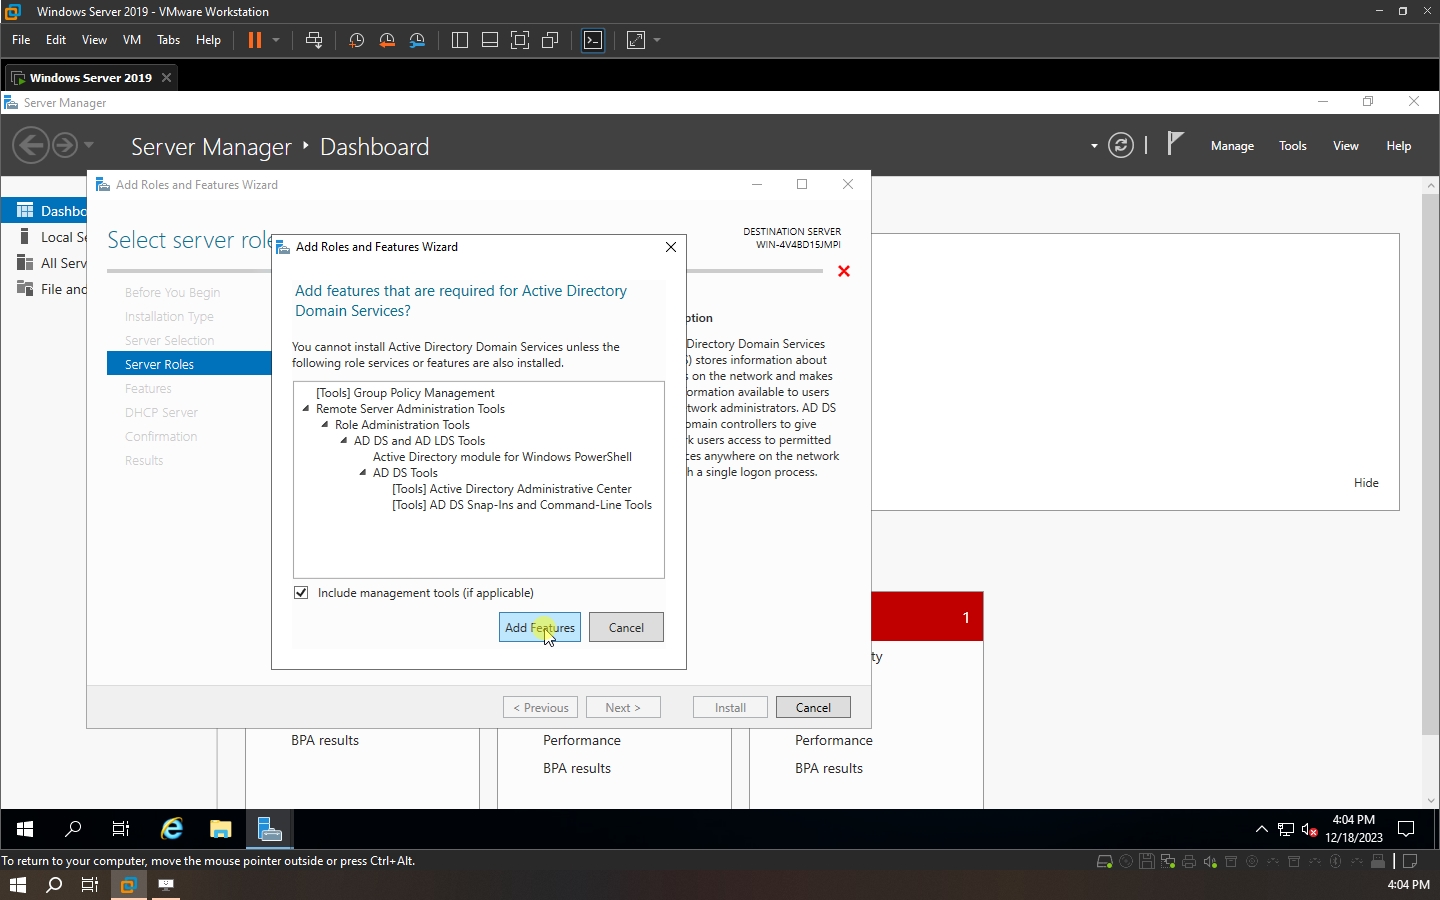 Windows Server 2019 - VMware Workstation
File Edit View VM Tabs Help
Windows Server 2019
Server Manager
Server Manager Dashboard
Manage Tools View Help
Add Roles and Features Wizard
Dashbo
Local Se
All Serv
File and
Select server role
DESTINATION SERVER
WIN-4V4BD15JMPI
Before You Begin
Installation Type
Server Selection
Server Roles
Features
DHCP Server
Confirmation
Results
Add Roles and Features Wizard
Add features that are required for Active Directory
Domain Services?
You cannot install Active Directory Domain Services unless the
following role services or features are also installed.
[Tools] Group Policy Management
Remote Server Administration Tools
Role Administration Tools
AD DS and AD LDS Tools
Active Directory module for Windows PowerShell
AD DS Tools
[Tools] Active Directory Administrative Center
[Tools] AD DS Snap-Ins and Command-Line Tools
Include management tools (if applicable)
Add Features Cancel
ption
Directory Domain Services
) stores information about
on the network and makes
ormation available to users
twork administrators. AD DS
omain controllers to give
k users access to permitted
ces anywhere on the network
h a single logon process.
Hide
1
ty
< Previous Next > Install Cancel
BPA results
Performance
BPA results
Performance
BPA results
4:04 PM
12/18/2023
To return to your computer, move the mouse pointer outside or press Ctrl+Alt.
4:04 PM